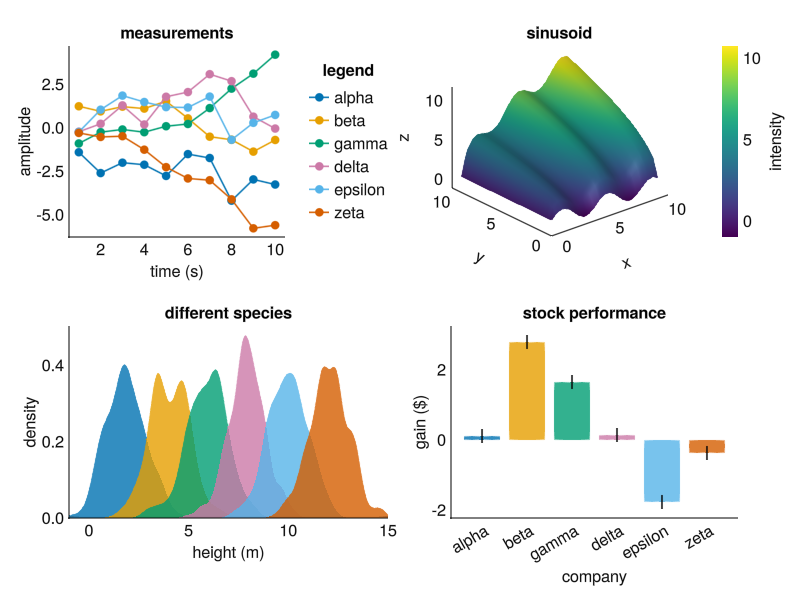 measurements
amplitude
2.5
0.0
-2.5
-5.0
2 4 6 8 10
time (s)
legend
alpha
beta
gamma
delta
epsilon
zeta
sinusoid
z
10
5
0
10
5
0
y
0
5
10
x
10
5
0
intensity
different species
density
0.4
0.2
0.0
0 5 10 15
height (m)
stock performance
gain ($)
2
0
-2
alpha beta gamma delta epsilon zeta
company